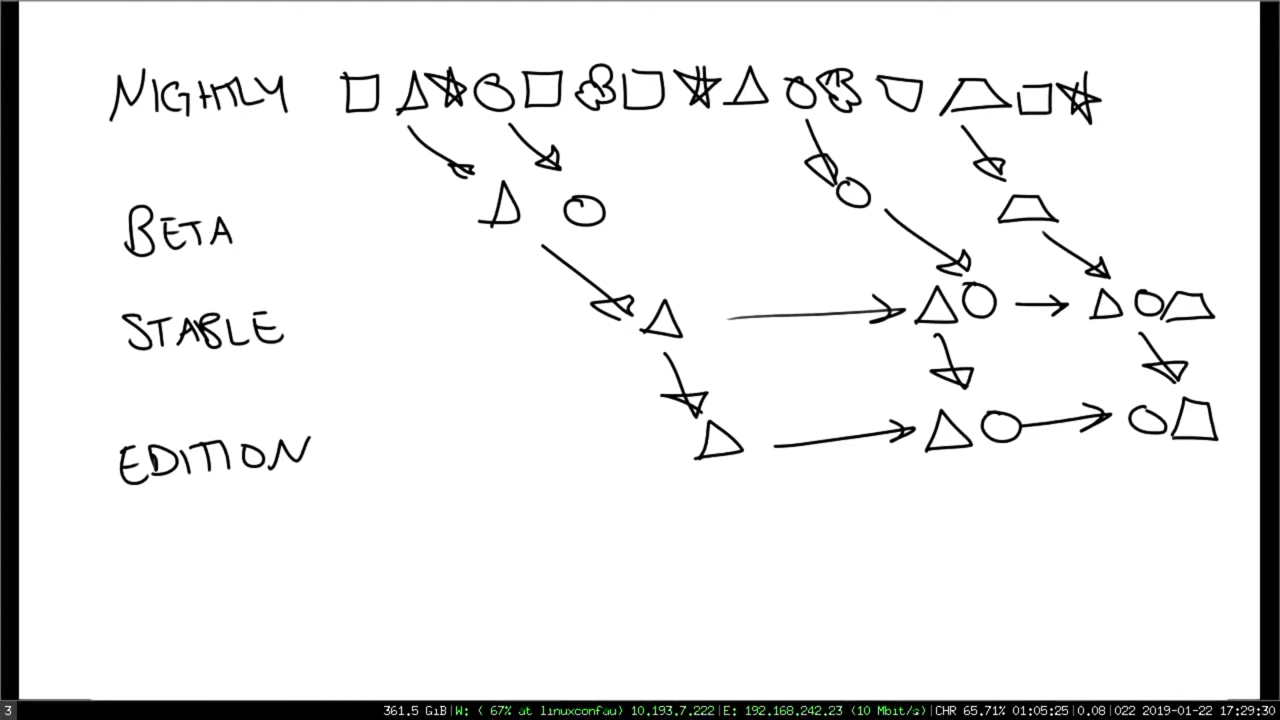 NIGHTLY
BETA
STABLE
EDITION
3 361.5 GiB|W: ( 67% at linuxconfau) 10.193.7.222|E: 192.168.242.23 (10 Mbit/s)|CHR 65.71% 01:05:25|0.08|022 2019-01-22 17:29:30